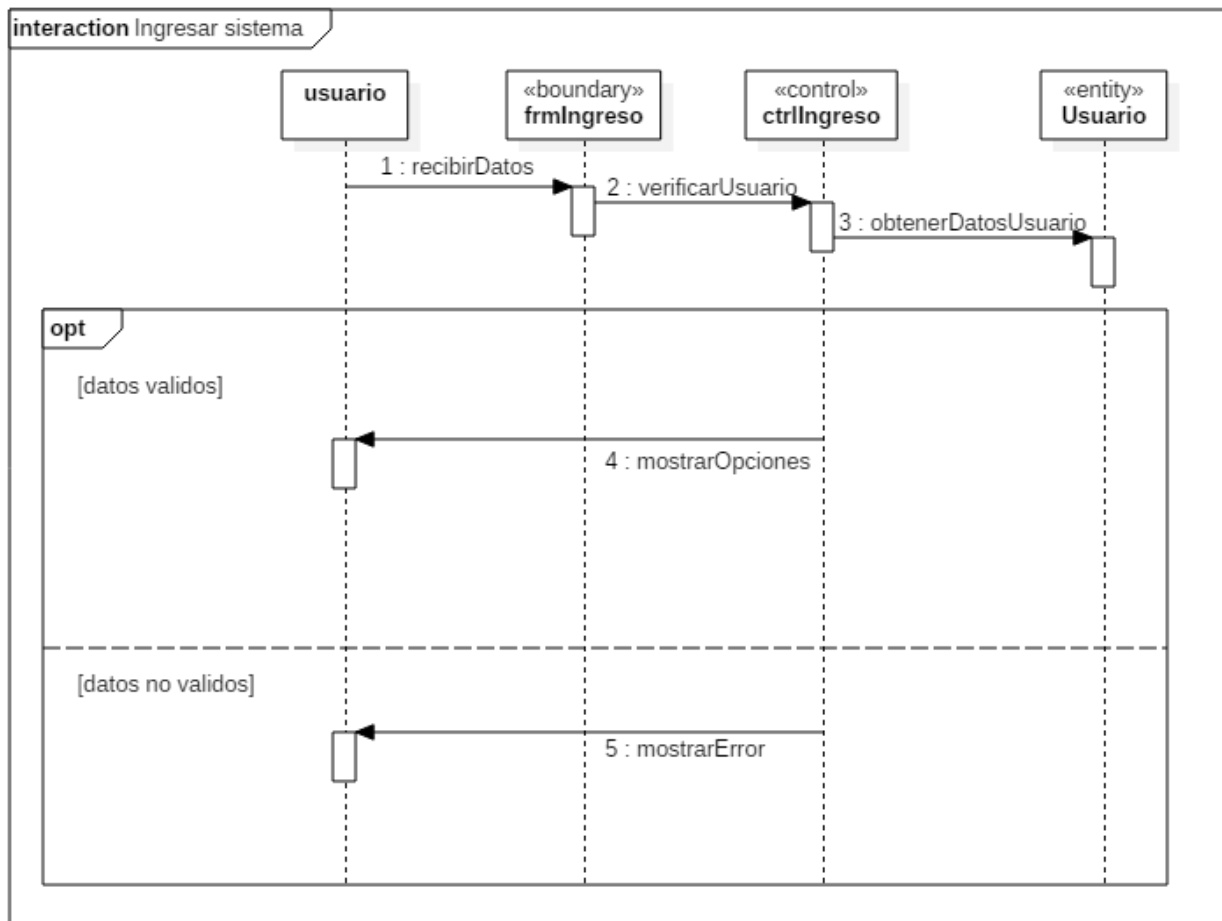 interaction Ingresar sistema
usuario
«boundary»
frmIngreso
«control»
ctrlIngreso
«entity»
Usuario
1 : recibirDatos
2 : verificarUsuario
3 : obtenerDatosUsuario
opt
[datos validos]
4 : mostrarOpciones
[datos no validos]
5 : mostrarError